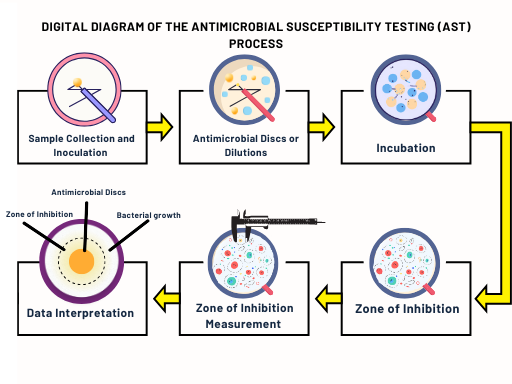 DIGITAL DIAGRAM OF THE ANTIMICROBIAL SUSCEPTIBILITY TESTING (AST)
PROCESS
Sample Collection and
Inoculation
Antimicrobial Discs or
Dilutions
Incubation
Antimicrobial Discs
Zone of Inhibition
Bacterial growth
Data Interpretation
Zone of Inhibition
Measurement
Zone of Inhibition